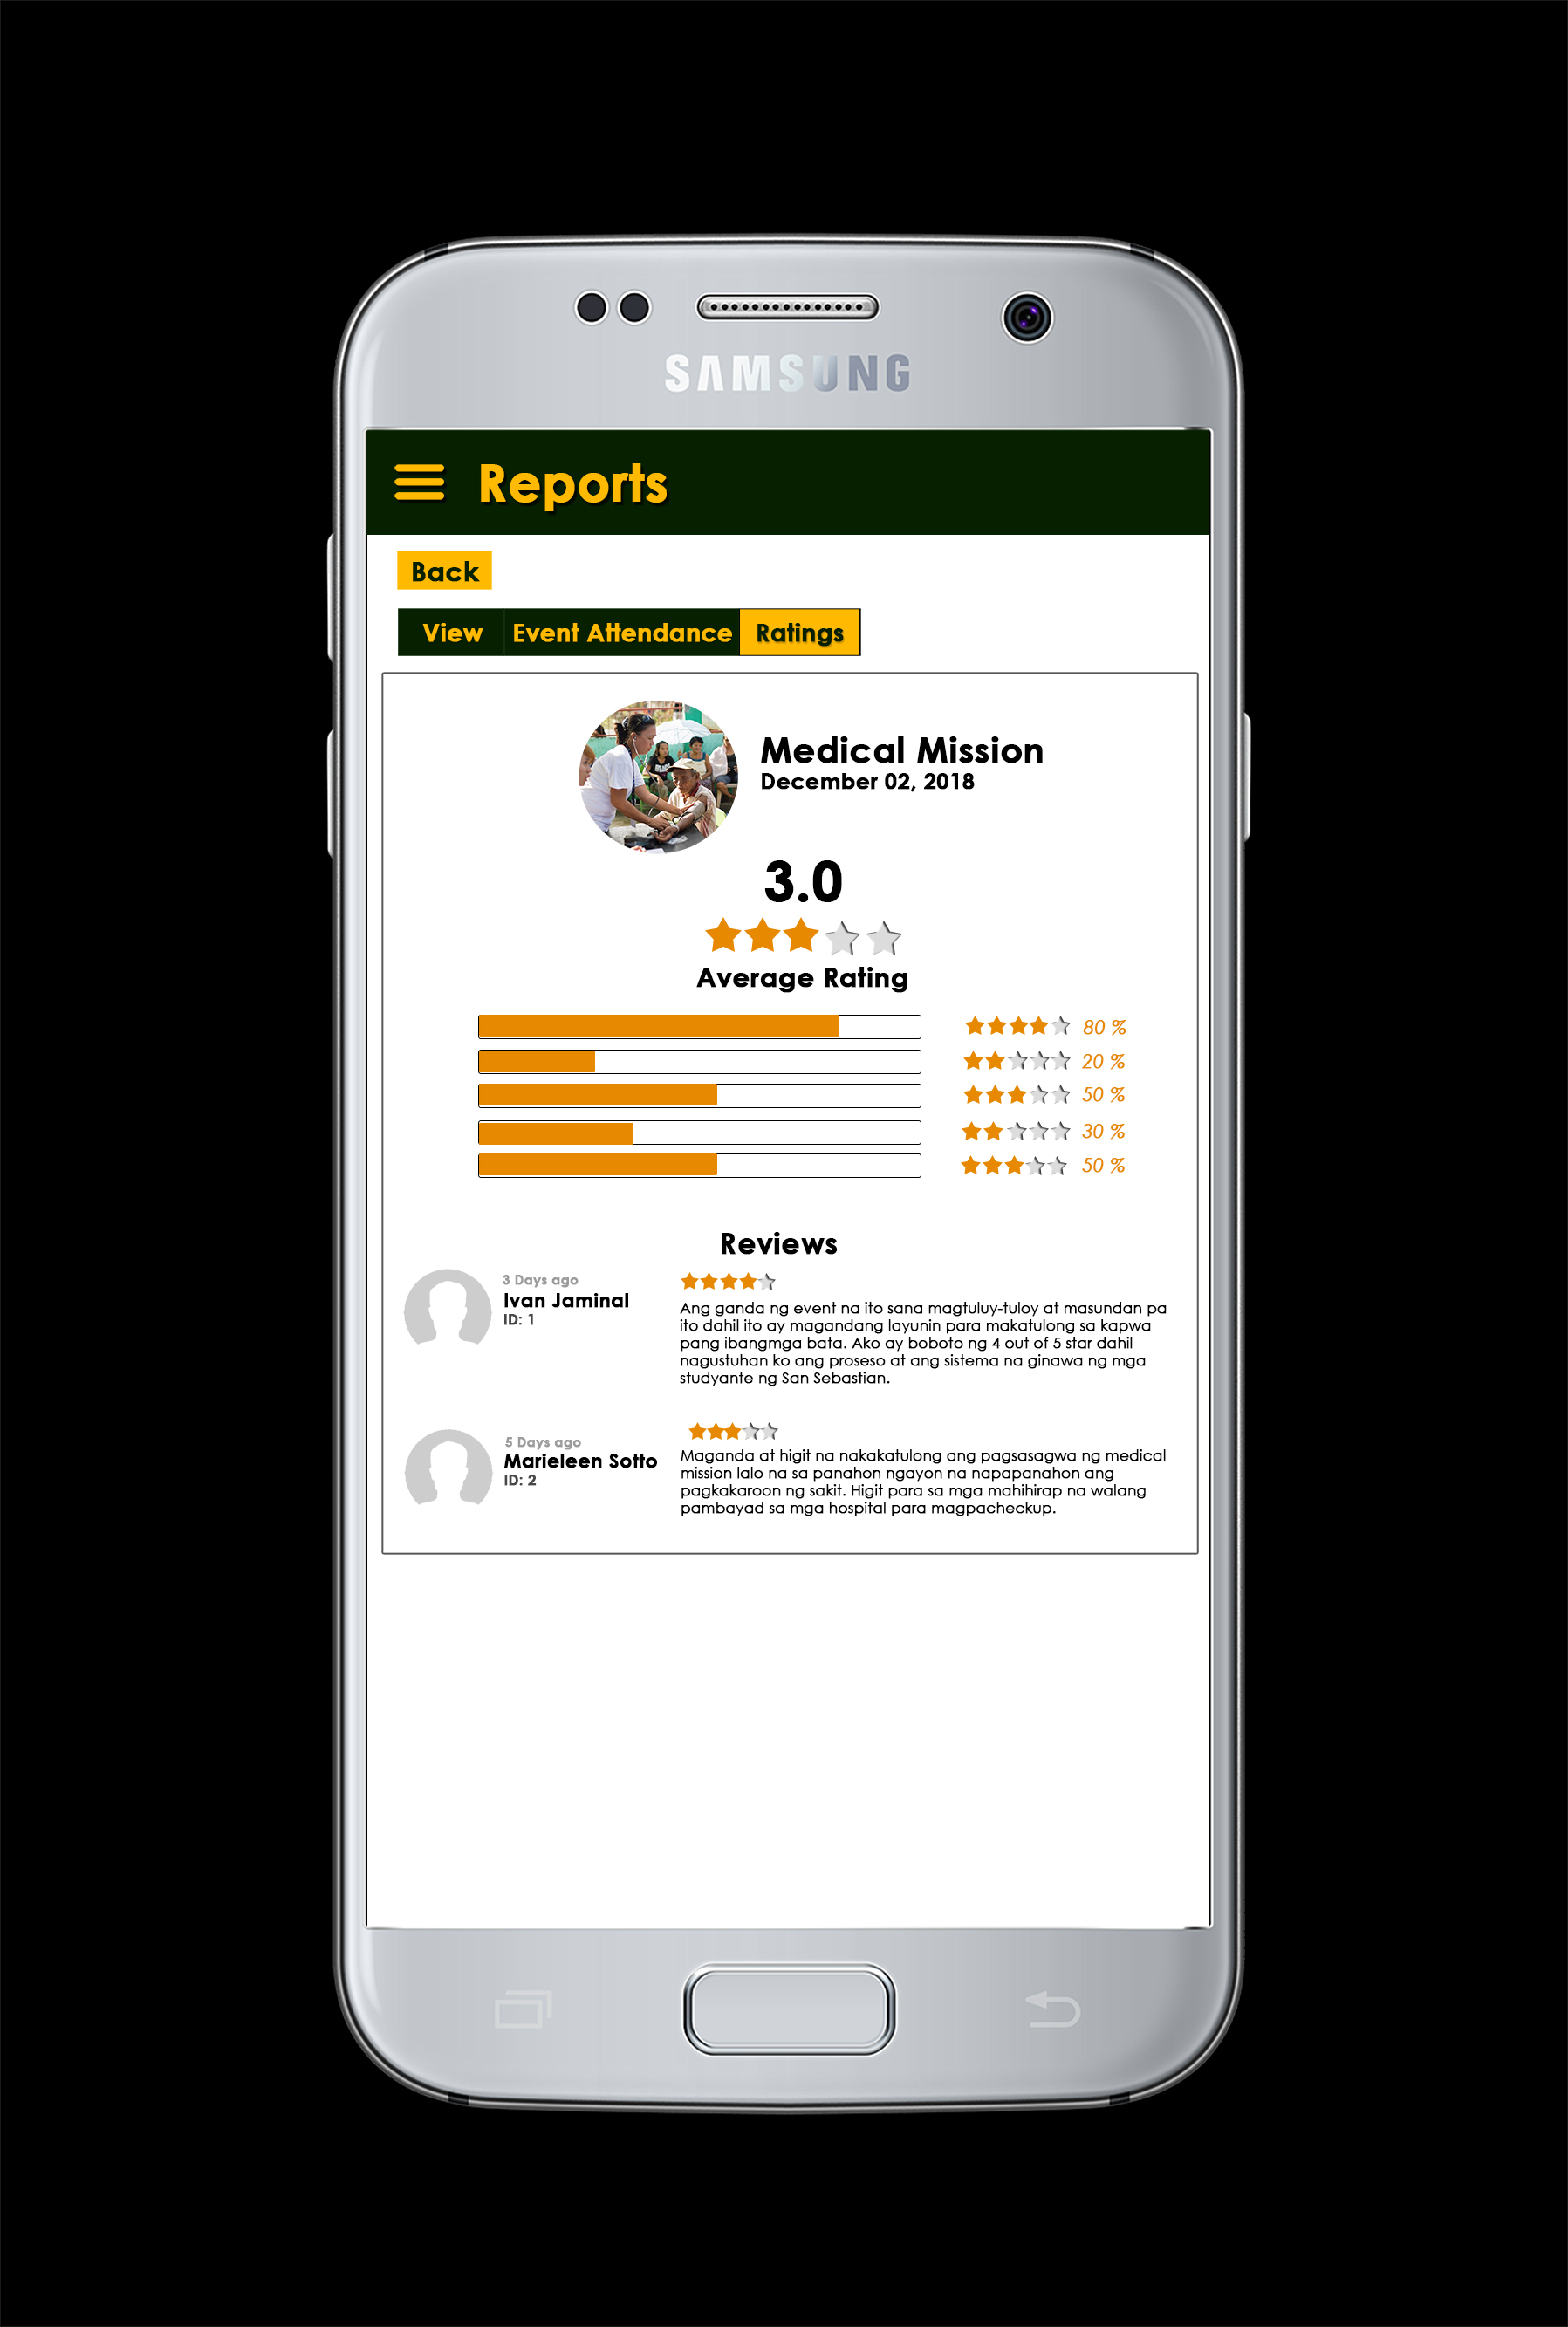 SAMSUNG
Reports
Back
View Event Attendance Ratings
Medical Mission
December 02, 2018
3.0
Average Rating
80 %
20 %
50 %
30 %
50 %
Reviews
3 Days ago
Ivan Jaminal
ID: 1
Ang ganda ng event na ito sana magtuluy-tuloy at masundan pa
ito dahil ito ay magandang layunin para makatulong sa kapwa
pang ibangmga bata. Ako ay boboto ng 4 out of 5 star dahil
nagustuhan ko ang proseso at ang sistema na ginawa ng mga
studyante ng San Sebastian.
5 Days ago
Marieleen Sotto
ID: 2
Maganda at higit na nakakatulong ang pagsasagwa ng medical
mission lalo na sa panahon ngayon na napapanahon ang
pagkakaroon ng sakit. Higit para sa mga mahihirap na walang
pambayad sa mga hospital para magpacheckup.